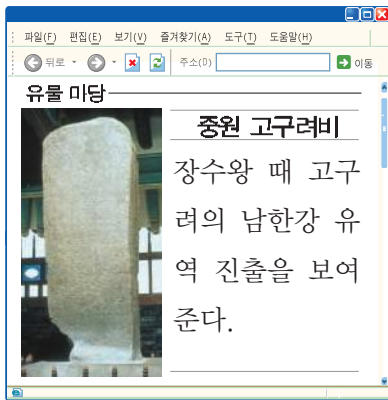 파일(F) 편집(E) 보기(V) 즐겨찾기(A) 도구(T) 도움말(H)
뒤로 주소(D) 이동
유물 마당
중원 고구려비
장수왕 때 고구
려의 남한강 유
역 진출을 보여
준다.